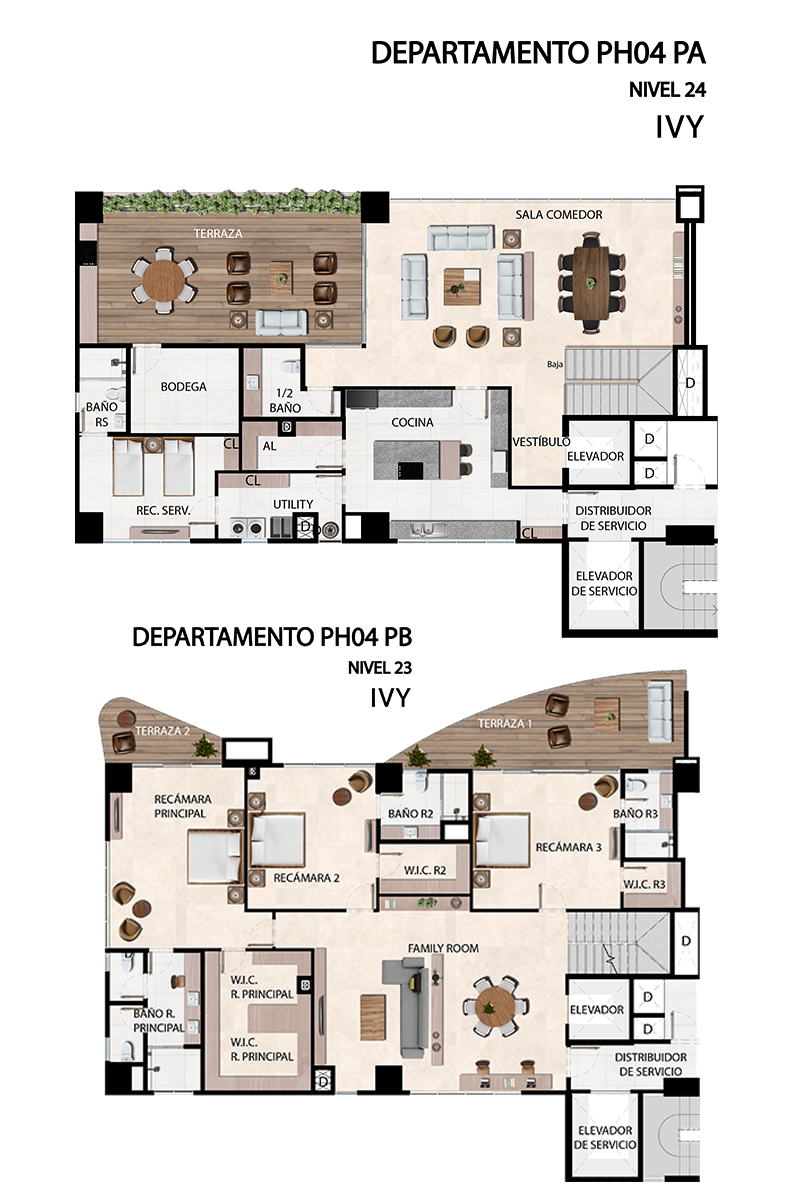 DEPARTAMENTO PH04 PA
NIVEL 24
IVY
SALA COMEDOR
TERRAZA
Baja
D
BODEGA
1/2
BAÑO
BAÑO
RS
COCINA
D
CL
AL
VESTÍBULO
ELEVADOR
D
D
CL
REC. SERV.
UTILITY
D
DISTRIBUIDOR
DE SERVICIO
CL
ELEVADOR
DE SERVICIO
DEPARTAMENTO PH04 PB
NIVEL 23
IVY
TERRAZA 2
TERRAZA 1
RECÁMARA
PRINCIPAL
BAÑO R2
BAÑO R3
RECÁMARA 2
RECÁMARA 3
W.I.C. R2
W.I.C. R3
FAMILY ROOM
D
W.I.C.
R. PRINCIPAL
BAÑO R.
PRINCIPAL
W.I.C.
R. PRINCIPAL
ELEVADOR
D
D
DISTRIBUIDOR
DE SERVICIO
D
ELEVADOR
DE SERVICIO